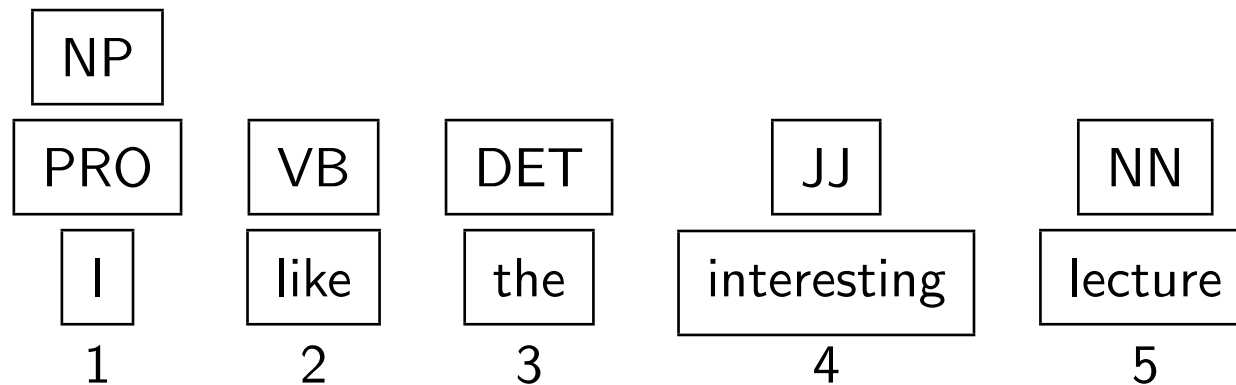 NP
PRO VB DET JJ NN
I like the interesting lecture
1 2 3 4 5